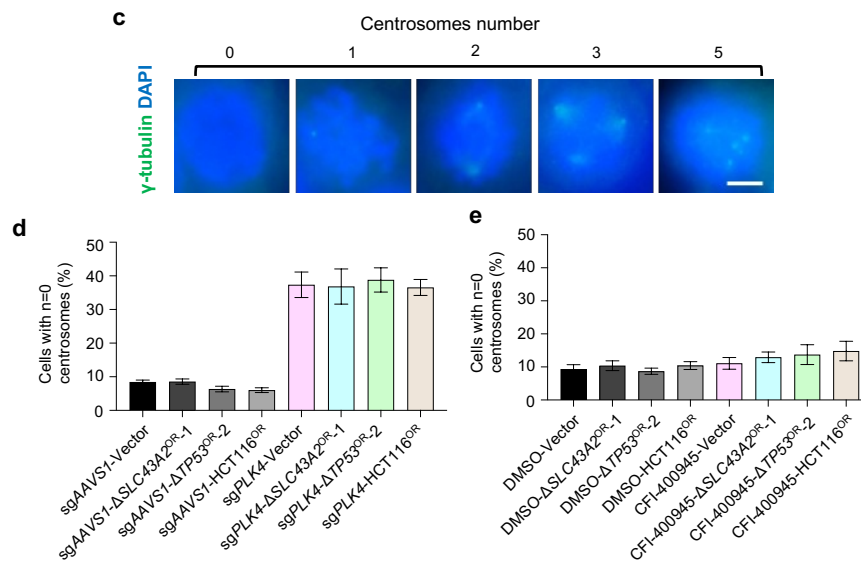 c
Centrosomes number
0 1 2 3 5
γ-tubulin DAPI
d
Cells with n=0
centrosomes (%)
50
40
30
20
10
0
sgAAVS1-Vector
sgAAVS1-ΔSLC43A2ᴼᴿ-1
sgAAVS1-ΔTP53ᴼᴿ-2
sgAAVS1-HCT116ᴼᴿ
sgPLK4-Vector
sgPLK4-ΔSLC43A2ᴼᴿ-1
sgPLK4-ΔTP53ᴼᴿ-2
sgPLK4-HCT116ᴼᴿ
e
Cells with n=0
centrosomes (%)
50
40
30
20
10
0
DMSO-Vector
DMSO-ΔSLC43A2ᴼᴿ-1
DMSO-ΔTP53ᴼᴿ-2
DMSO-HCT116ᴼᴿ
CFI-400945-Vector
CFI-400945-ΔSLC43A2ᴼᴿ-1
CFI-400945-ΔTP53ᴼᴿ-2
CFI-400945-HCT116ᴼᴿ